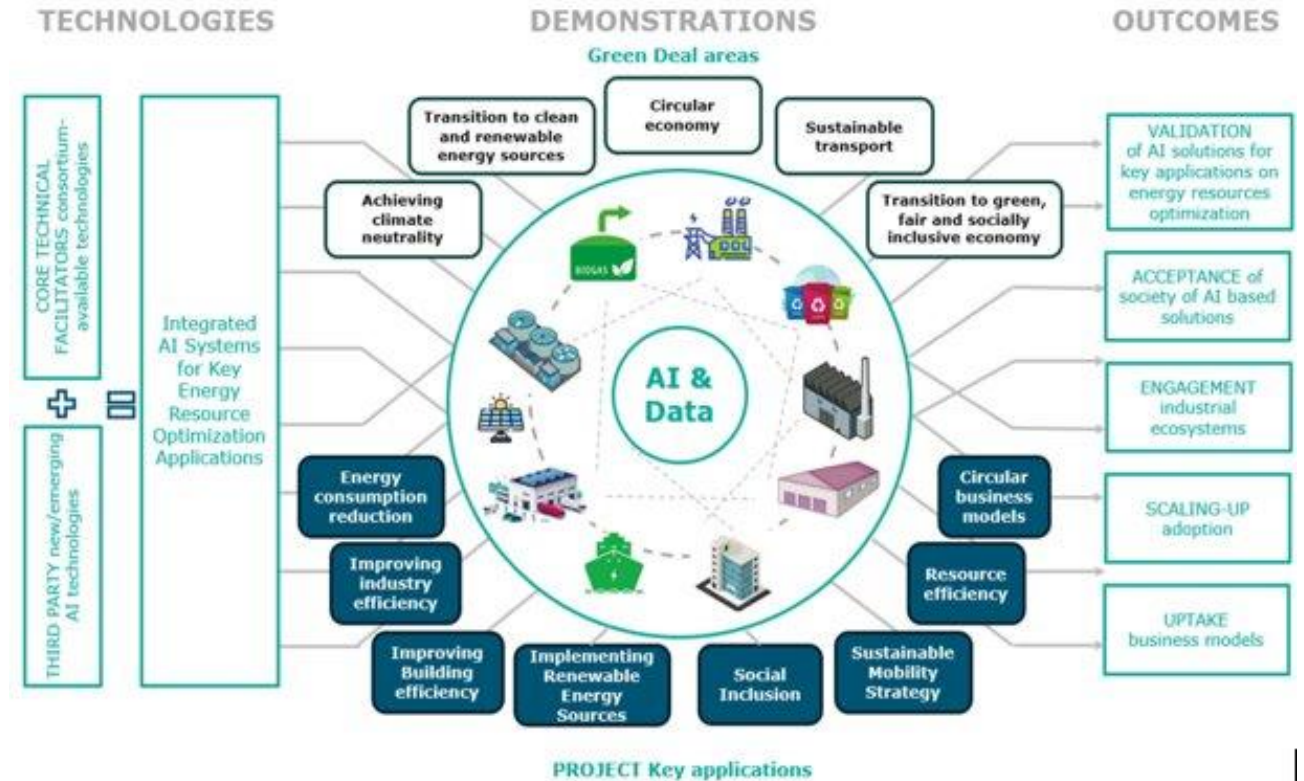 TECHNOLOGIES
DEMONSTRATIONS
OUTCOMES
Green Deal areas
CORE TECHNICAL
FACILITATORS consortium-
available technologies
THIRD PARTY new/emerging
AI technologies
Integrated
AI Systems
for Key
Energy
Resource
Optimization
Applications
Achieving
climate
neutrality
Transition to clean
and renewable
energy sources
Circular
economy
Sustainable
transport
Transition to green,
fair and socially
inclusive economy
BIOGAS
AI &
Data
Energy
consumption
reduction
Improving
industry
efficiency
Improving
Building
efficiency
Implementing
Renewable
Energy
Sources
Social
Inclusion
Sustainable
Mobility
Strategy
Resource
efficiency
Circular
business
models
PROJECT Key applications
VALIDATION
of AI solutions for
key applications on
energy resources
optimization
ACCEPTANCE of
society of AI based
solutions
ENGAGEMENT
industrial
ecosystems
SCALING-UP
adoption
UPTAKE
business models